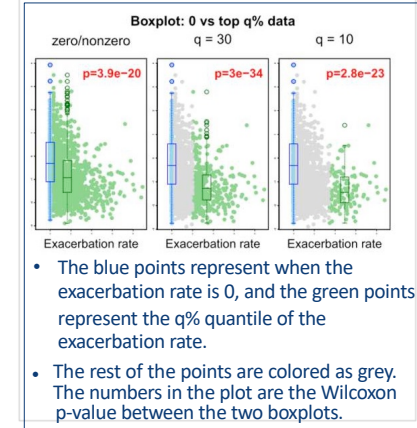 Boxplot: 0 vs top q% data
zero/nonzero q = 30 q = 10
p=3.9e−20 p=3e−34 p=2.8e−23
Exacerbation rate Exacerbation rate Exacerbation rate
• The blue points represent when the
exacerbation rate is 0, and the green points
represent the q% quantile of the
exacerbation rate.
• The rest of the points are colored as grey.
The numbers in the plot are the Wilcoxon
p-value between the two boxplots.